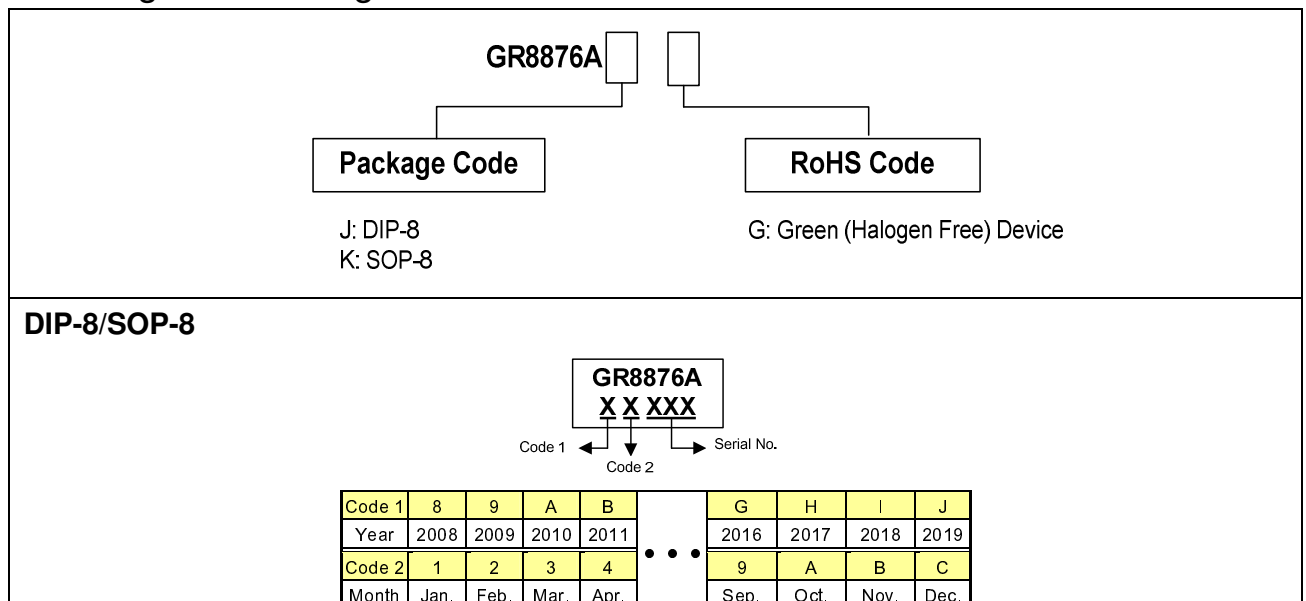 GR8876A
Package Code RoHS Code
J: DIP-8 G: Green (Halogen Free) Device
K: SOP-8
DIP-8/SOP-8
GR8876A
X X XXX
Code 1 Serial No.
Code 2
Code 1 8 9 A B G H I J
Year 2008 2009 2010 2011 • • • 2016 2017 2018 2019
Code 2 1 2 3 4 9 A B C
Month Jan. Feb. Mar. Apr. Sep. Oct. Nov. Dec.